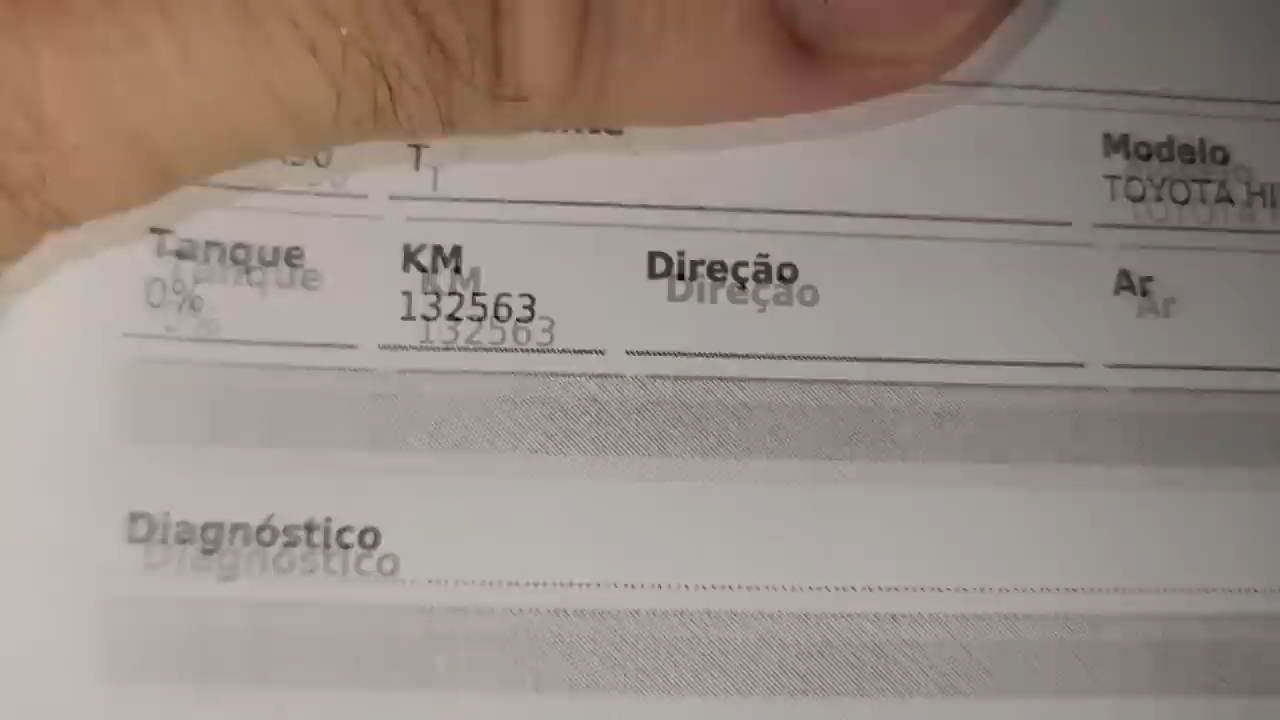 Modelo
T TOYOTA HI
Tanque KM Direção Ar
0% 132563
Diagnóstico